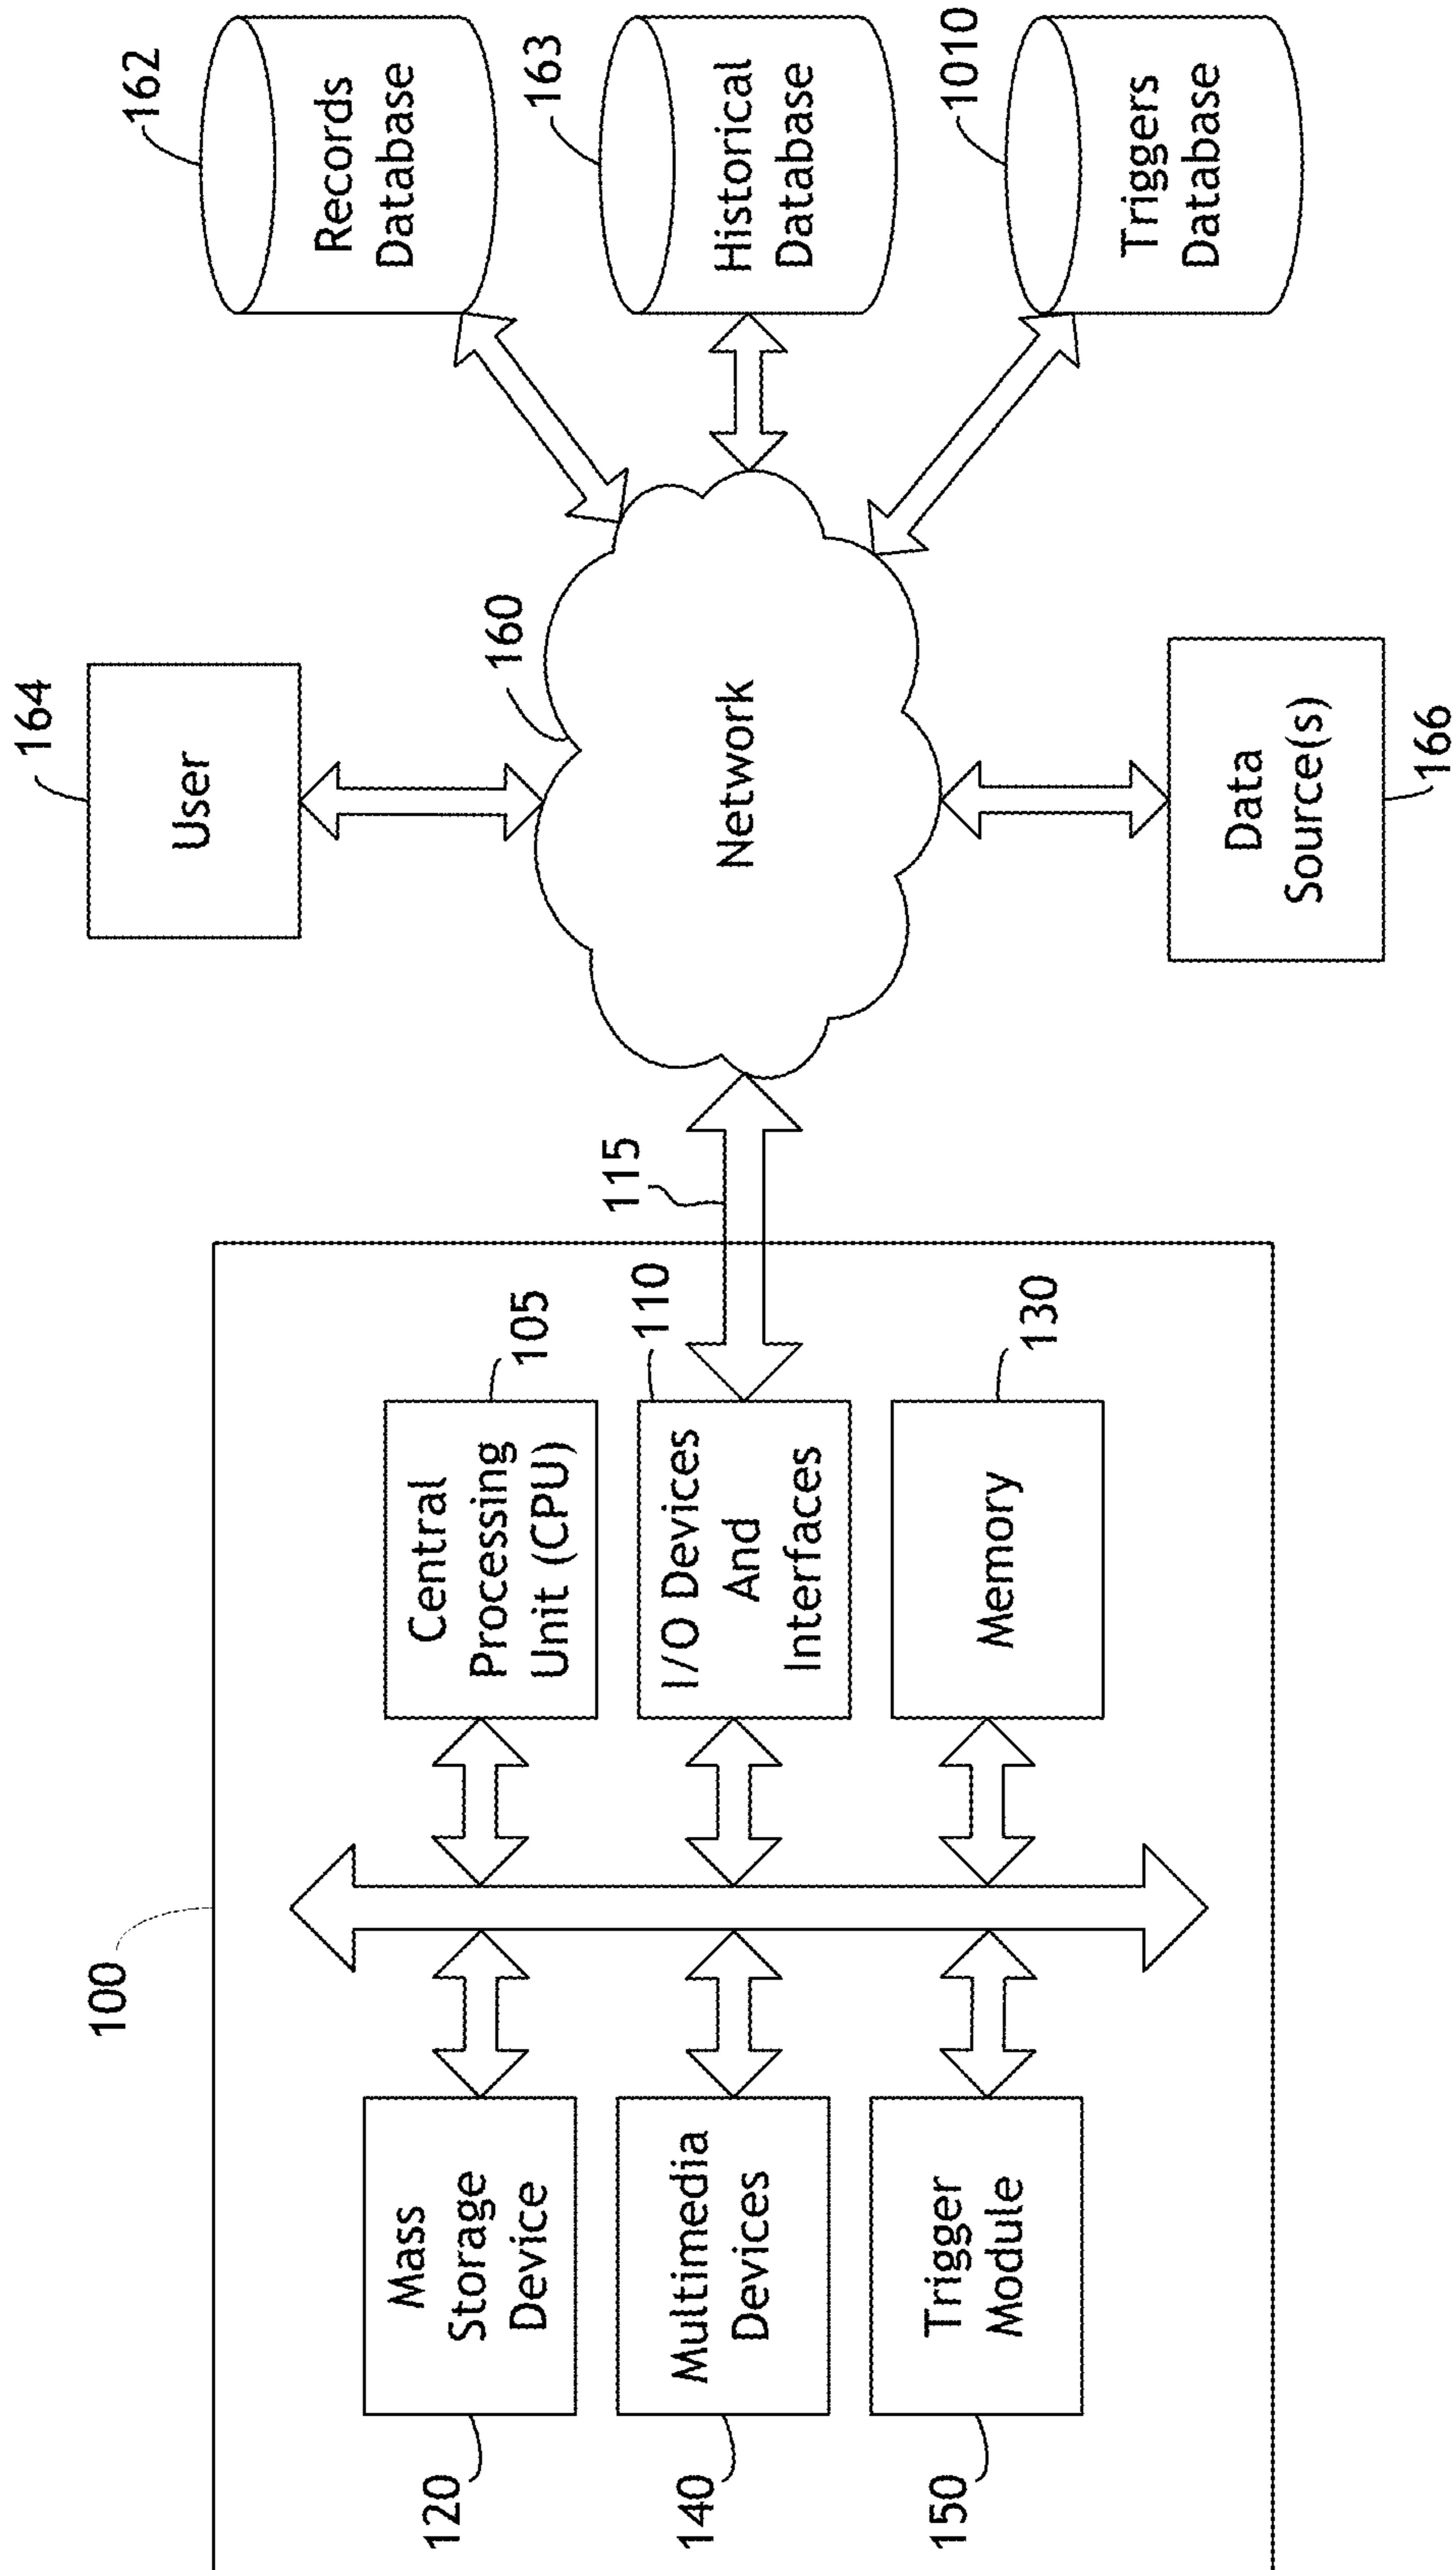 100
120
Mass
Storage
Device
Central
Processing
Unit (CPU)
105
140
Multimedia
Devices
I/O Devices
And
Interfaces
110
115
150
Trigger
Module
Memory
130
164
User
160
Network
Data
Source(s)
166
162
Records
Database
163
Historical
Database
1010
Triggers
Database